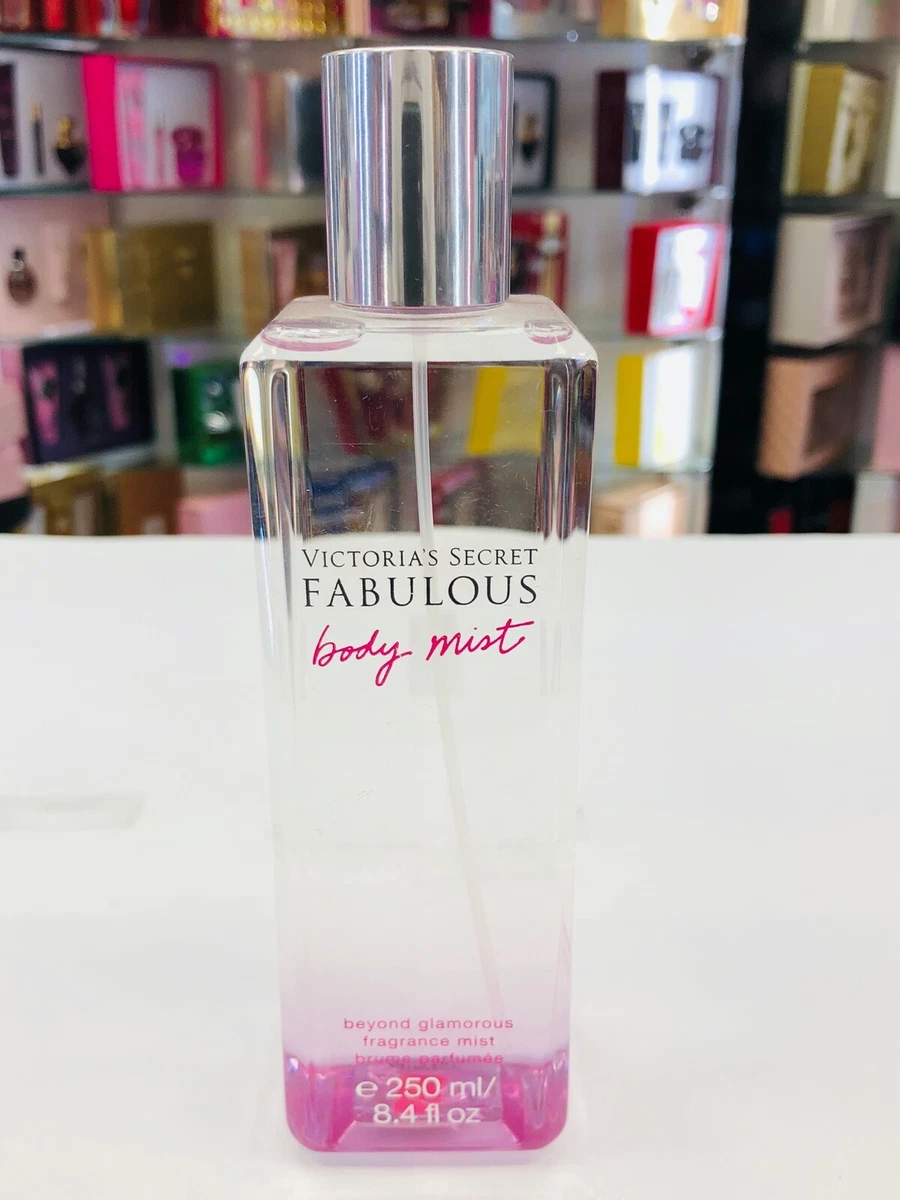 VICTORIA'S SECRET
FABULOUS
body mist
beyond glamorous
fragrance mist
brume parfumée
℮ 250 ml/
8.4 fl oz